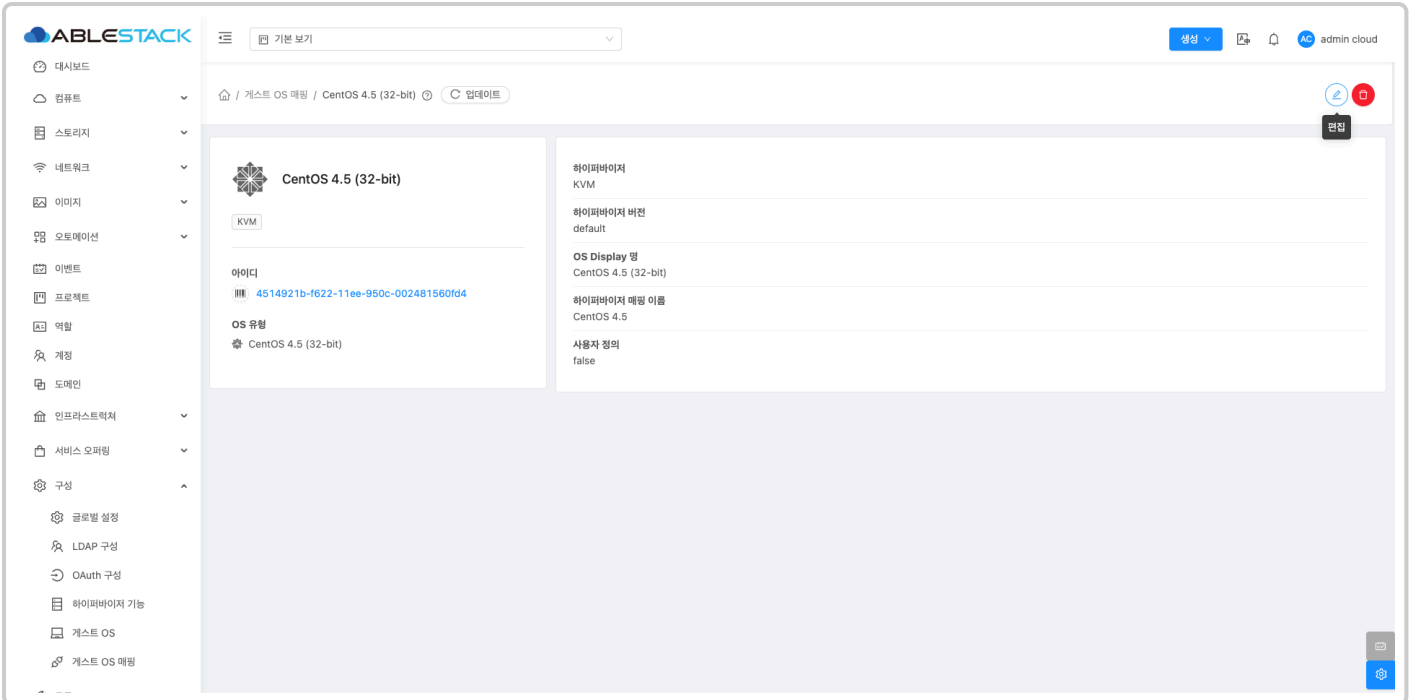 ABLESTACK
기본 보기
생성
AC
admin cloud
대시보드
컴퓨트
스토리지
네트워크
이미지
오토메이션
이벤트
프로젝트
역할
계정
도메인
인프라스트럭쳐
서비스 오퍼링
구성
글로벌 설정
LDAP 구성
OAuth 구성
하이퍼바이저 기능
게스트 OS
게스트 OS 매핑
/ 게스트 OS 매핑 / CentOS 4.5 (32-bit)
업데이트
편집
CentOS 4.5 (32-bit)
KVM
아이디
4514921b-f622-11ee-950c-002481560fd4
OS 유형
CentOS 4.5 (32-bit)
하이퍼바이저
KVM
하이퍼바이저 버전
default
OS Display 명
CentOS 4.5 (32-bit)
하이퍼바이저 매핑 이름
CentOS 4.5
사용자 정의
false